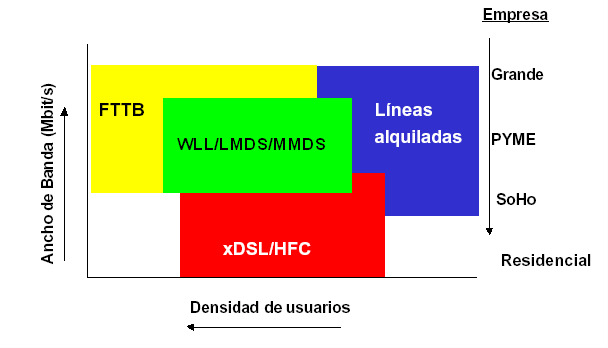 Empresa
Grande
FTTB
Líneas
alquiladas
WLL/LMDS/MMDS
PYME
Ancho de Banda (Mbit/s)
SoHo
xDSL/HFC
Residencial
Densidad de usuarios